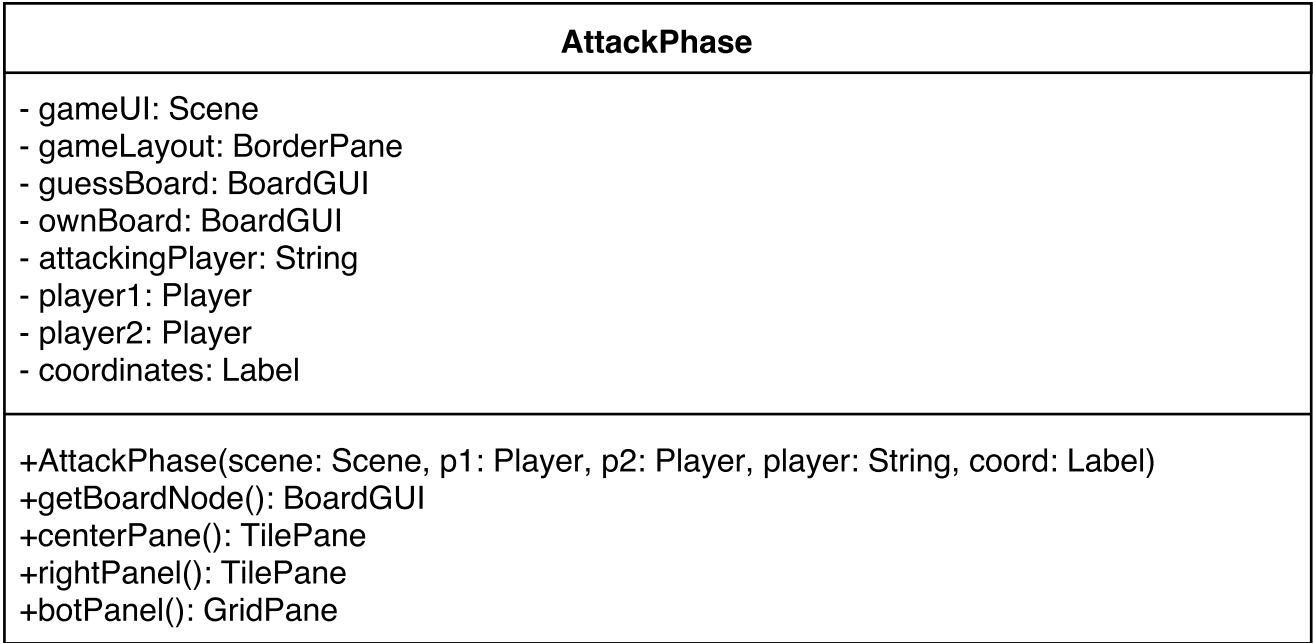 AttackPhase
- gameUI: Scene
- gameLayout: BorderPane
- guessBoard: BoardGUI
- ownBoard: BoardGUI
- attackingPlayer: String
- player1: Player
- player2: Player
- coordinates: Label
+AttackPhase(scene: Scene, p1: Player, p2: Player, player: String, coord: Label)
+getBoardNode(): BoardGUI
+centerPane(): TilePane
+rightPanel(): TilePane
+botPanel(): GridPane